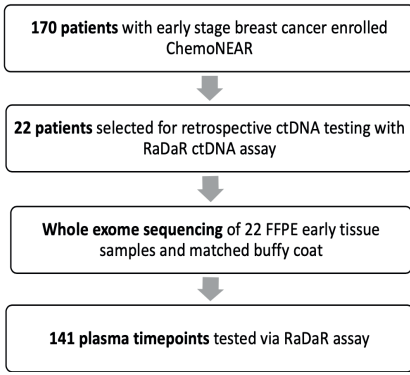 170 patients with early stage breast cancer enrolled
ChemoNEAR
22 patients selected for retrospective ctDNA testing with
RaDaR ctDNA assay
Whole exome sequencing of 22 FFPE early tissue
samples and matched buffy coat
141 plasma timepoints tested via RaDaR assay